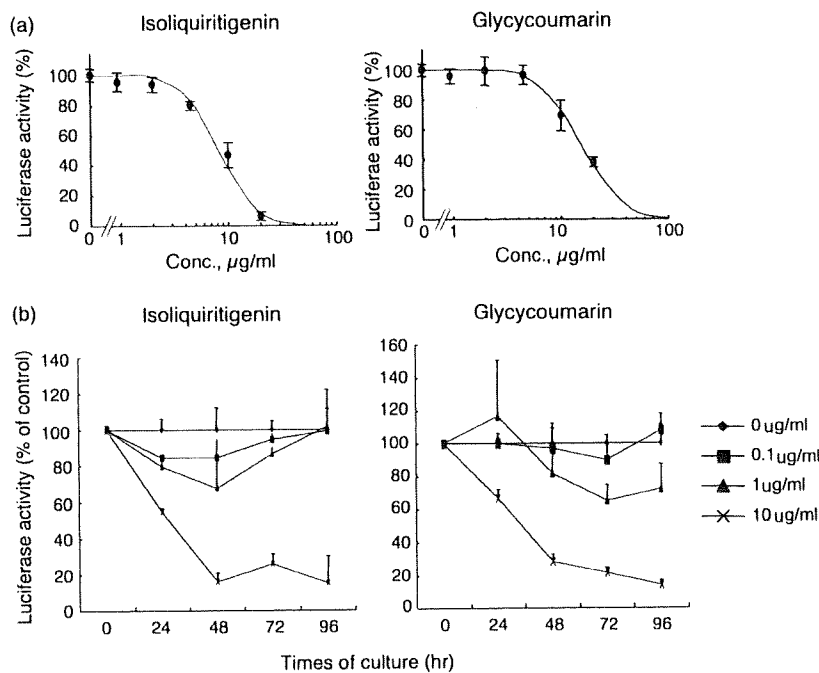 (a)
Isoliquiritigenin
Glycycoumarin
Luciferase activity (%)
100
80
60
40
20
0
0
1
10
100
Conc., µg/ml
Luciferae activity (%)
100
80
60
40
20
0
0
1
10
100
Conc., µg/ml
(b)
Isoliquiritigenin
Glycycoumarin
Luciferase activity (% of control)
140
120
100
80
60
40
20
0
0
24
48
72
96
160
140
120
100
80
60
40
20
0
0
24
48
72
96
0 ug/ml
0.1 ug/ml
1 ug/ml
10 ug/ml
Times of culture (hr)